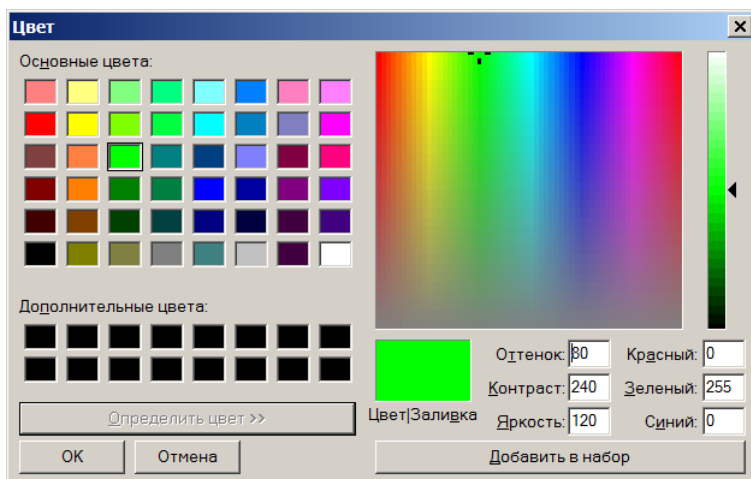 Цвет
Основные цвета:
Дополнительные цвета:
Определить цвет >>
ОК
Отмена
Цвет|Заливка
Оттенок: 80
Контраст: 240
Яркость: 120
Красный: 0
Зеленый: 255
Синий: 0
Добавить в набор